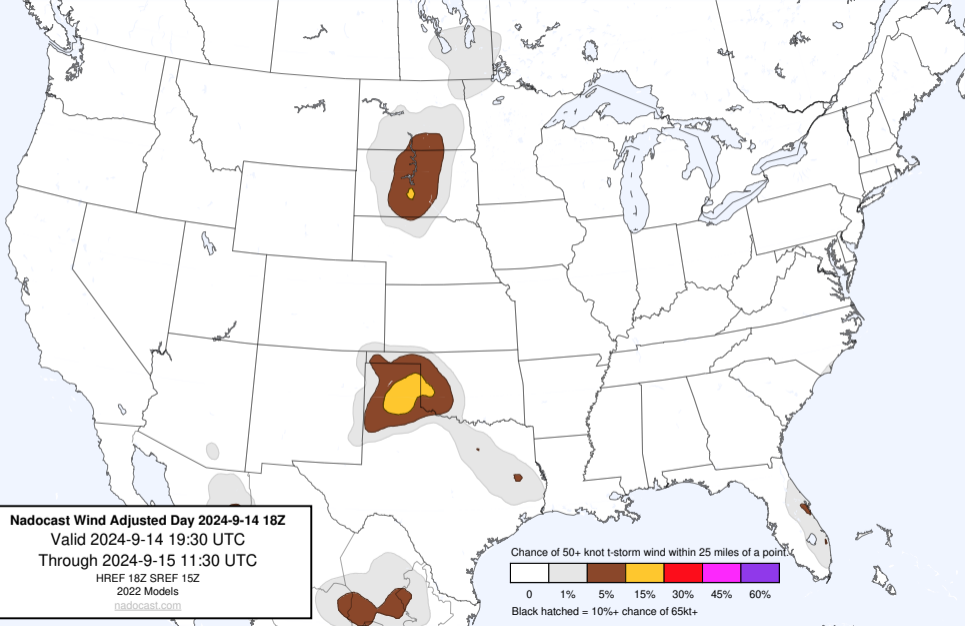 Nadocast Wind Adjusted Day 2024-9-14 18Z
Valid 2024-9-14 19:30 UTC
Through 2024-9-15 11:30 UTC
HREF 18Z SREF 15Z
2022 Models
nadocast.com
Chance of 50+ knot t-storm wind within 25 miles of a point.
0 1% 5% 15% 30% 45% 60%
Black hatched = 10%+ chance of 65kt+